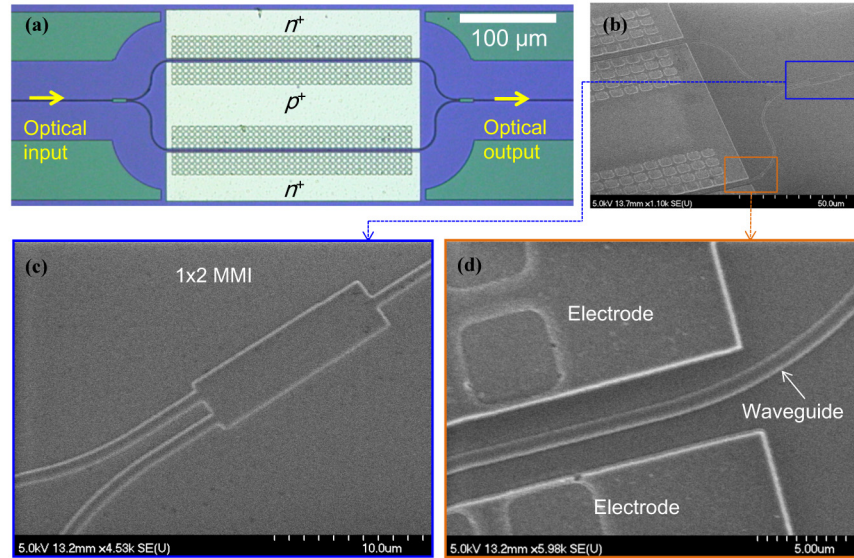 (a)
n⁺
100 µm
Optical
input
p⁺
Optical
output
n⁺
(b)
5.0kV 13.7mm x1.10k SE(U)
50.0um
(c)
1x2 MMI
5.0kV 13.2mm x4.53k SE(U)
10.0um
(d)
Electrode
Waveguide
Electrode
5.0kV 13.2mm x5.98k SE(U)
5.00um